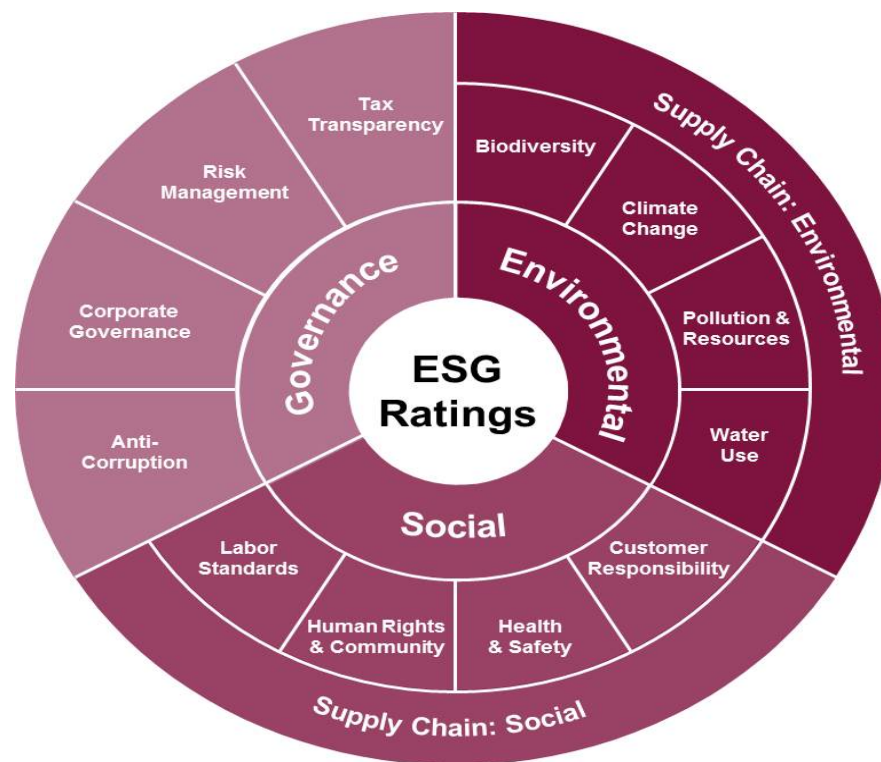 ESG
Ratings
Governance
Environmental
Social
Tax
Transparency
Risk
Management
Corporate
Governance
Anti-
Corruption
Biodiversity
Climate
Change
Pollution &
Resources
Water
Use
Supply Chain: Environmental
Customer
Responsibility
Health
& Safety
Human Rights
& Community
Labor
Standards
Supply Chain: Social